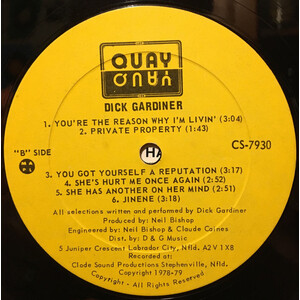 QUAY
QUAY
DICK GARDINER
1. YOU'RE THE REASON WHY I'M LIVIN' (3:04)
2. PRIVATE PROPERTY (1:43)
"B" SIDE
CS-7930
3. YOU GOT YOURSELF A REPUTATION (3:17)
4. SHE'S HURT ME ONCE AGAIN (2:52)
5. SHE HAS ANOTHER ON HER MIND (2:51)
6. JINENE (3:18)
All selections written and performed by Dick Gardiner
Produced by: Neil Bishop
Engineered by: Neil Bishop & Claude Caines
Dist. by: D & G Music
5 Juniper Crescent Labrador City, Nfld. A2V 1X8
Recorded at:
Clode Sound Productions Stephenville, Nfld.
Copyright 1978-79
Copyright - All Rights Reserved